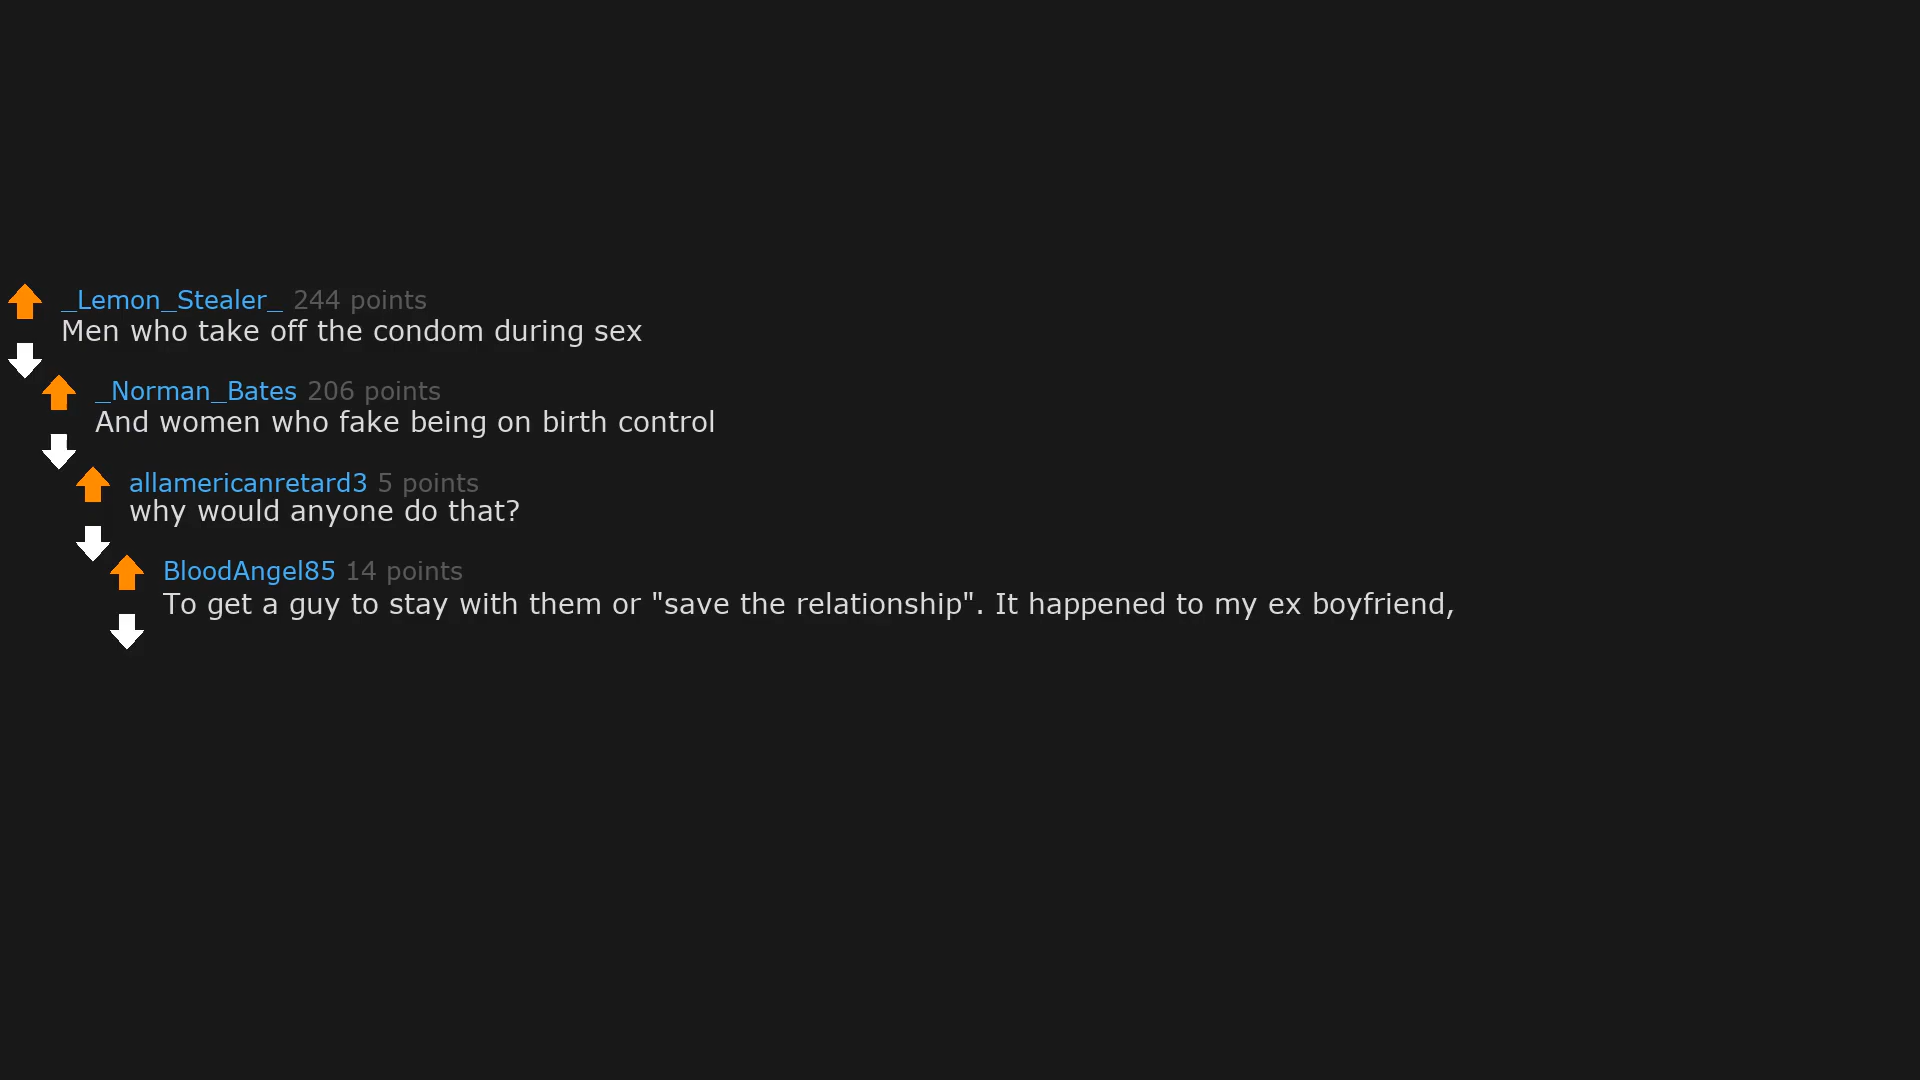 _Lemon_Stealer_ 244 points
Men who take off the condom during sex
_Norman_Bates 206 points
And women who fake being on birth control
allamericanretard3 5 points
why would anyone do that?
BloodAngel85 14 points
To get a guy to stay with them or "save the relationship". It happened to my ex boyfriend,